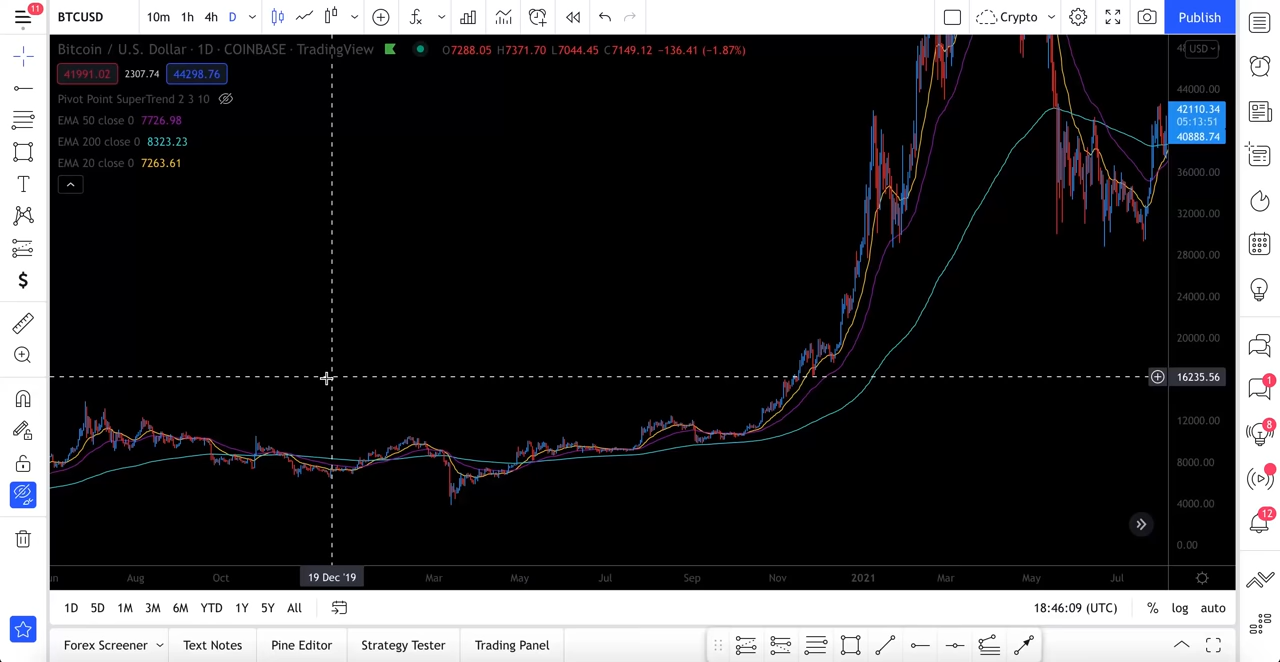 11
BTCUSD 10m 1h 4h D Crypto Publish
Bitcoin / U.S. Dollar · 1D · COINBASE · TradingView O7288.05 H7371.70 L7044.45 C7149.12 −136.41 (−1.87%)
USD
41991.02 2307.74 44298.76
Pivot Point SuperTrend 2 3 10
EMA 50 close 0 7726.98
EMA 200 close 0 8323.23
EMA 20 close 0 7263.61
44000.00
42110.34
05:13:51
40888.74
36000.00
32000.00
28000.00
24000.00
20000.00
16235.56
12000.00
8000.00
4000.00
0.00
1
8
12
Aug Oct 19 Dec '19 Mar May Jul Sep Nov 2021 Mar May Jul
1D 5D 1M 3M 6M YTD 1Y 5Y All 18:46:09 (UTC) % log auto
Forex Screener Text Notes Pine Editor Strategy Tester Trading Panel